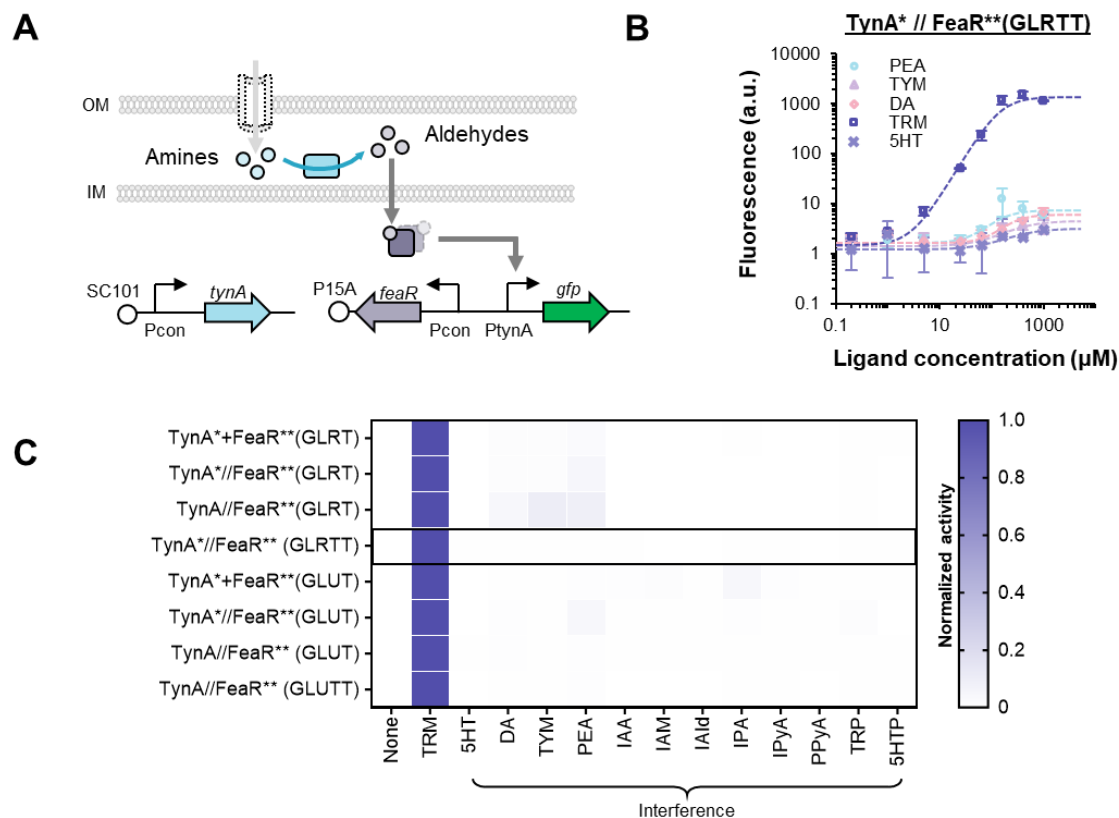 A
OM
Amines
Aldehydes
IM
SC101
tynA
Pcon
P15A
feaR
Pcon
PtynA
gfp
B
TynA* // FeaR**(GLRTT)
Fluorescence (a.u.)
10000
1000
100
10
1
0.1
PEA
TYM
DA
TRM
5HT
0.1
10
1000
Ligand concentration (µM)
C
TynA*+FeaR**(GLRT)
TynA*//FeaR**(GLRT)
TynA//FeaR**(GLRT)
TynA*//FeaR** (GLRTT)
TynA*+FeaR**(GLUT)
TynA*//FeaR**(GLUT)
TynA//FeaR** (GLUT)
TynA//FeaR** (GLUTT)
None
TRM
5HT
DA
TYM
PEA
IAA
IAM
IAld
IPA
IPyA
PPyA
TRP
5HTP
Interference
Normalized activity
1.0
0.8
0.6
0.4
0.2
0